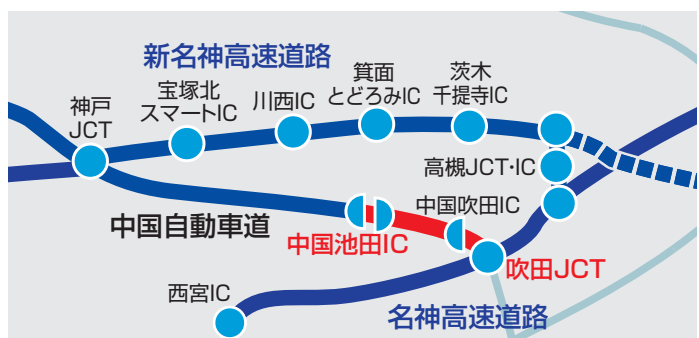 新名神高速道路
神戸
JCT
宝塚北
スマートIC
川西IC
箕面
とどろみIC
茨木
千提寺IC
高槻JCT・IC
中国自動車道
中国池田IC
中国吹田IC
吹田JCT
西宮IC
名神高速道路